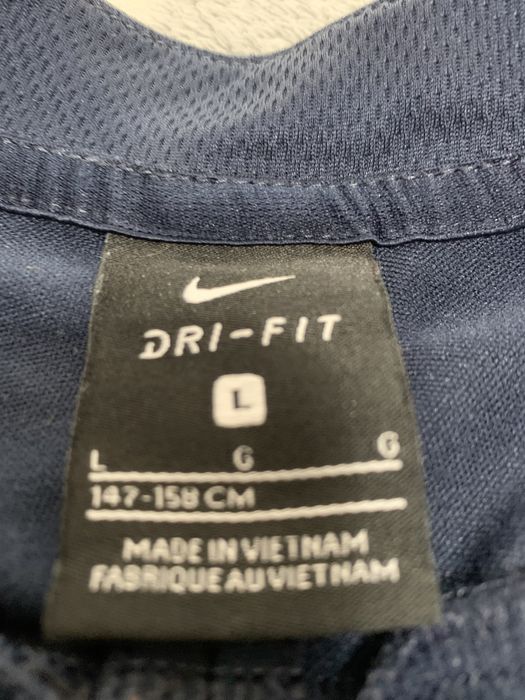 DRI-FIT
L
L G G
147-158 CM
MADE IN VIETNAM
FABRIQUE AU VIETNAM